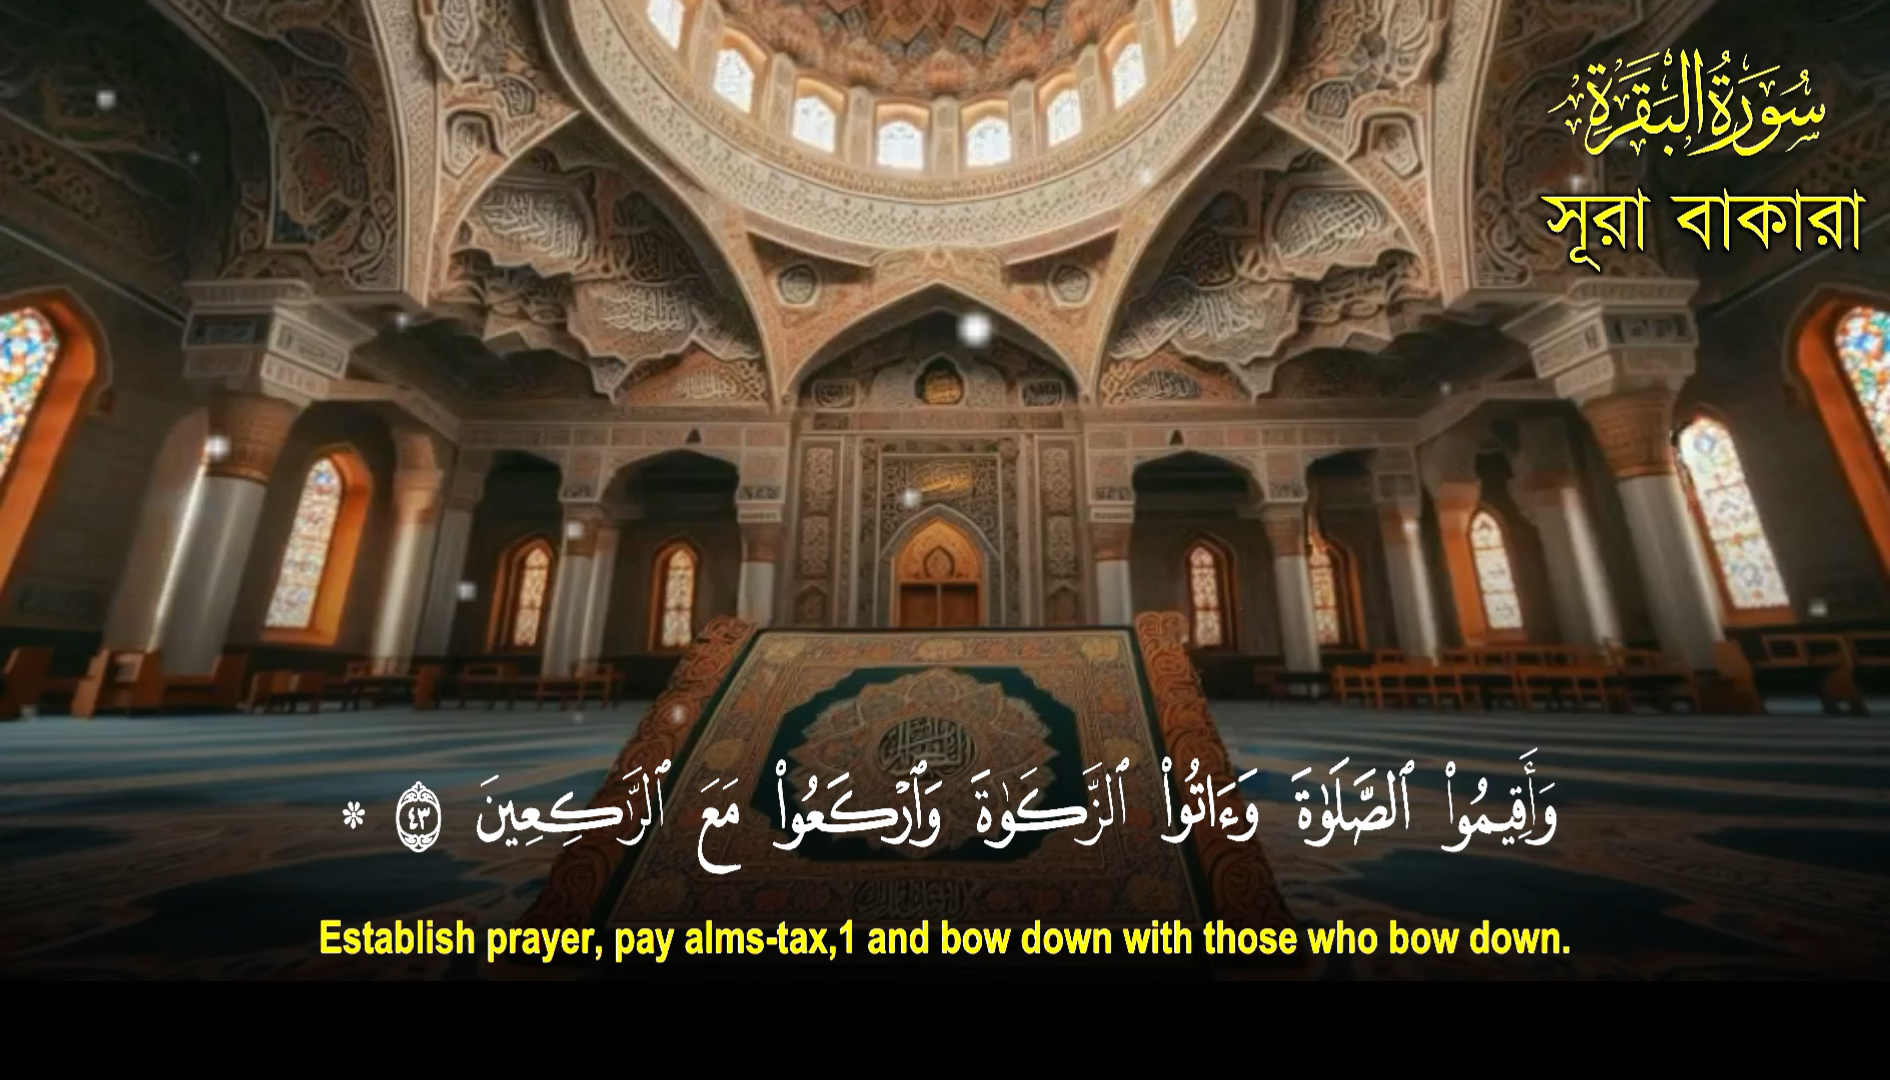 سُورَةُ الْبَقَرَةِ
সূরা বাকারা
وَأَقِيمُوا۟ ٱلصَّلَوٰةَ وَءَاتُوا۟ ٱلزَّكَوٰةَ وَٱرْكَعُوا۟ مَعَ ٱلرَّٰكِعِينَ ٤٣ *
Establish prayer, pay alms-tax,1 and bow down with those who bow down.